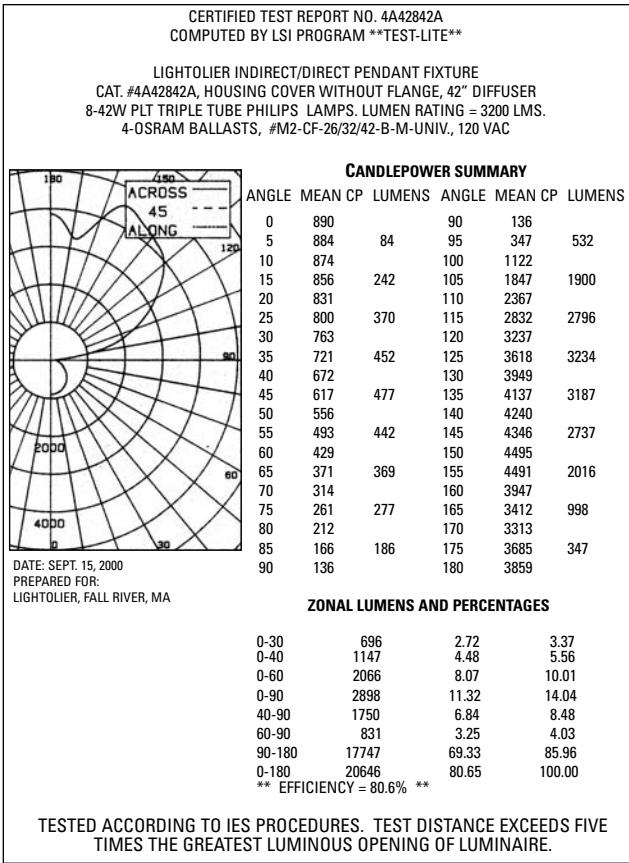 CERTIFIED TEST REPORT NO. 4A42842A
COMPUTED BY LSI PROGRAM **TEST-LITE**
LIGHTOLIER INDIRECT/DIRECT PENDANT FIXTURE
CAT. #4A42842A, HOUSING COVER WITHOUT FLANGE, 42” DIFFUSER
8-42W PLT TRIPLE TUBE PHILIPS LAMPS. LUMEN RATING = 3200 LMS.
4-OSRAM BALLASTS, #M2-CF-26/32/42-B-M-UNIV., 120 VAC
180
150
ACROSS
45
ALONG
120
90
2000
60
4000
0
30
DATE: SEPT. 15, 2000
PREPARED FOR:
LIGHTOLIER, FALL RIVER, MA
CANDLEPOWER SUMMARY
ANGLE MEAN CP LUMENS ANGLE MEAN CP LUMENS
0 890 90 136
5 884 84 95 347 532
10 874 100 1122
15 856 242 105 1847 1900
20 831 110 2367
25 800 370 115 2832 2796
30 763 120 3237
35 721 452 125 3618 3234
40 672 130 3949
45 617 477 135 4137 3187
50 556 140 4240
55 493 442 145 4346 2737
60 429 150 4495
65 371 369 155 4491 2016
70 314 160 3947
75 261 277 165 3412 998
80 212 170 3313
85 166 186 175 3685 347
90 136 180 3859
ZONAL LUMENS AND PERCENTAGES
0-30 696 2.72 3.37
0-40 1147 4.48 5.56
0-60 2066 8.07 10.01
0-90 2898 11.32 14.04
40-90 1750 6.84 8.48
60-90 831 3.25 4.03
90-180 17747 69.33 85.96
0-180 20646 80.65 100.00
** EFFICIENCY = 80.6% **
TESTED ACCORDING TO IES PROCEDURES. TEST DISTANCE EXCEEDS FIVE
TIMES THE GREATEST LUMINOUS OPENING OF LUMINAIRE.